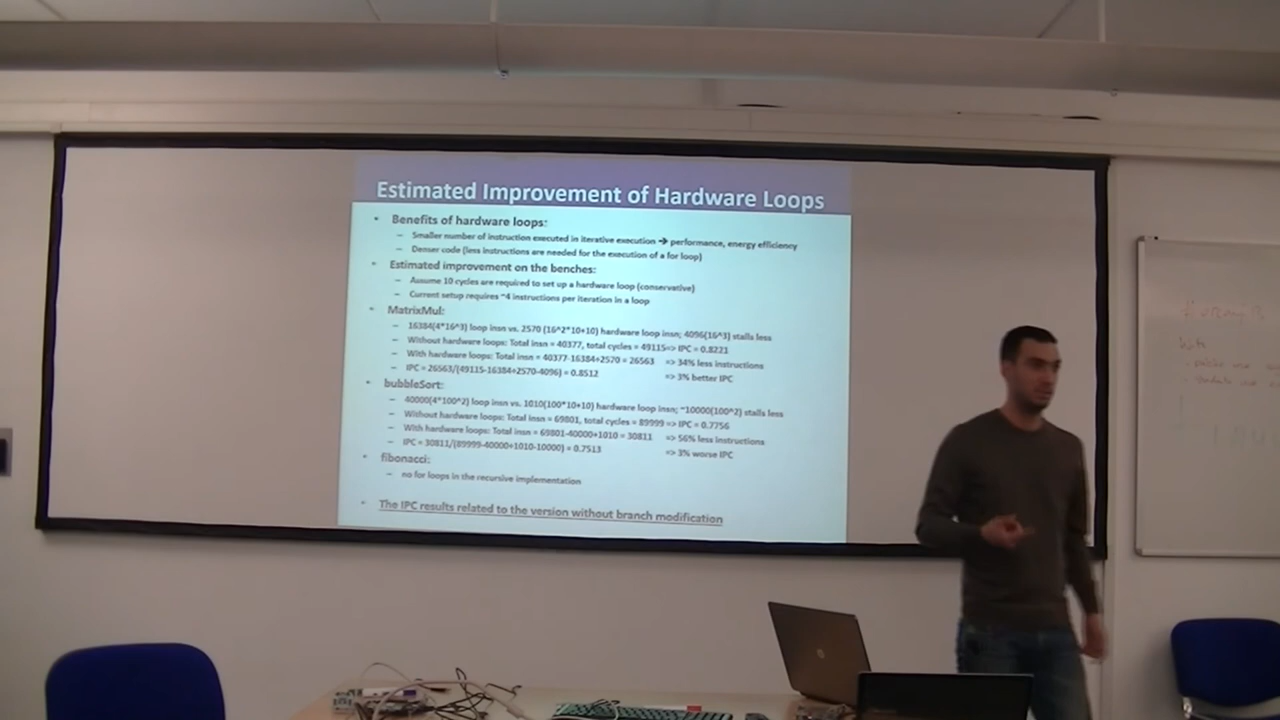 Estimated Improvement of Hardware Loops
• Benefits of hardware loops:
– Smaller number of instruction executed in iterative execution → performance, energy efficiency
– Denser code (less instructions are needed for the execution of a for loop)
• Estimated improvement on the benches:
– Assume 10 cycles are required to set up a hardware loop (conservative)
– Current setup requires ~4 instructions per iteration in a loop
• MatrixMul:
– 16384(4*16^3) loop insn vs. 2570 (16^2*10+10) hardware loop insn; 4096(16^3) stalls less
– Without hardware loops: Total insn = 40377, total cycles = 49115=> IPC = 0.8221
– With hardware loops: Total insn = 40377-16384+2570 = 26563 => 34% less instructions
– IPC = 26563/(49115-16384+2570-4096) = 0.8512 => 3% better IPC
• bubbleSort:
– 40000(4*100^2) loop insn vs. 1010(100*10+10) hardware loop insn; ~10000(100^2) stalls less
– Without hardware loops: Total insn = 69801, total cycles = 89999 => IPC = 0.7756
– With hardware loops: Total insn = 69801-40000+1010 = 30811 => 56% less instructions
– IPC = 30811/(89999-40000+1010-10000) = 0.7513 => 3% worse IPC
• fibonacci:
– no for loops in the recursive implementation
• The IPC results related to the version without branch modification